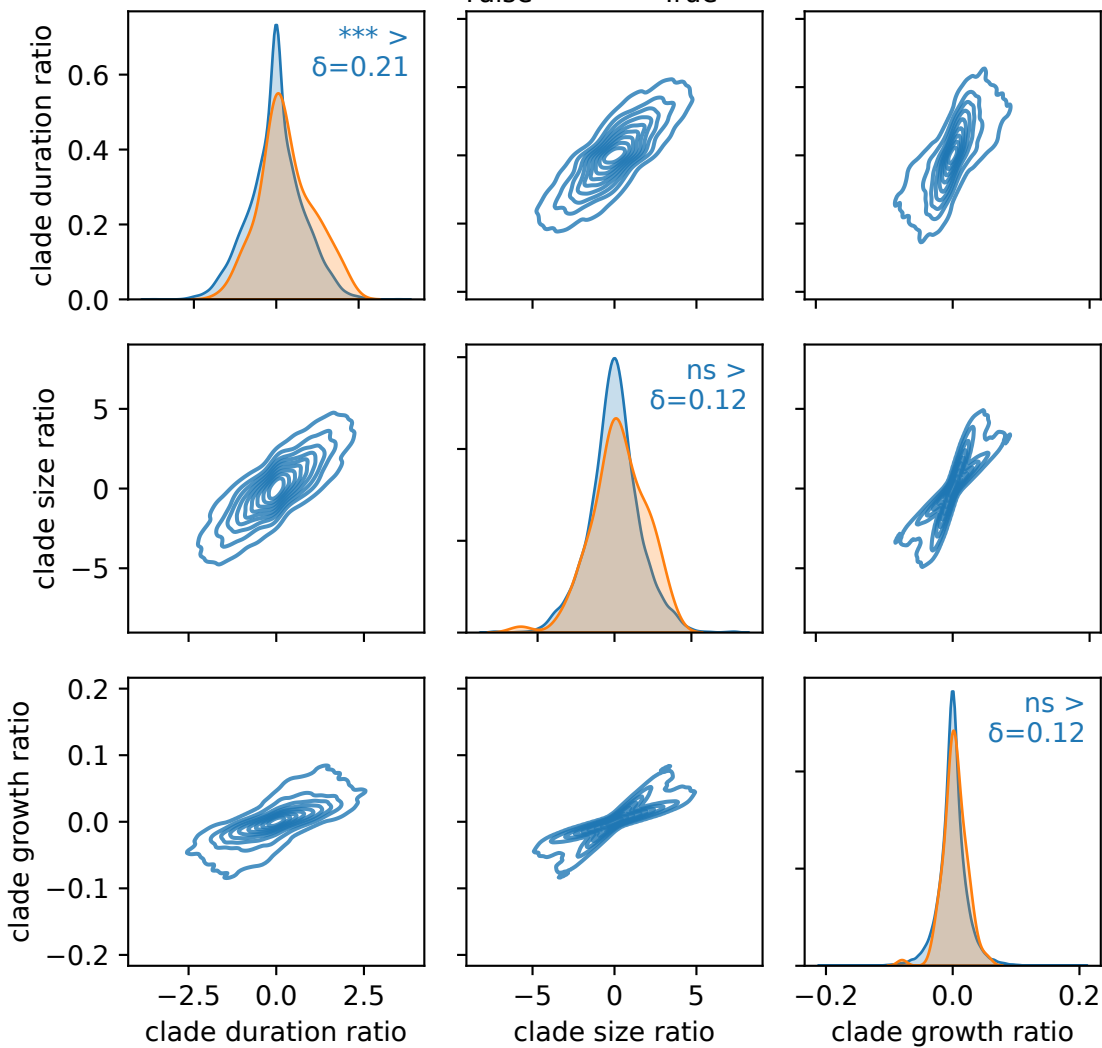 *** >
δ=0.21
clade duration ratio
0.6
0.4
0.2
0.0
ns >
δ=0.12
clade size ratio
5
0
−5
ns >
δ=0.12
clade growth ratio
0.2
0.1
0.0
−0.1
−0.2
−2.5 0.0 2.5
−5 0 5
−0.2 0.0 0.2
clade duration ratio
clade size ratio
clade growth ratio